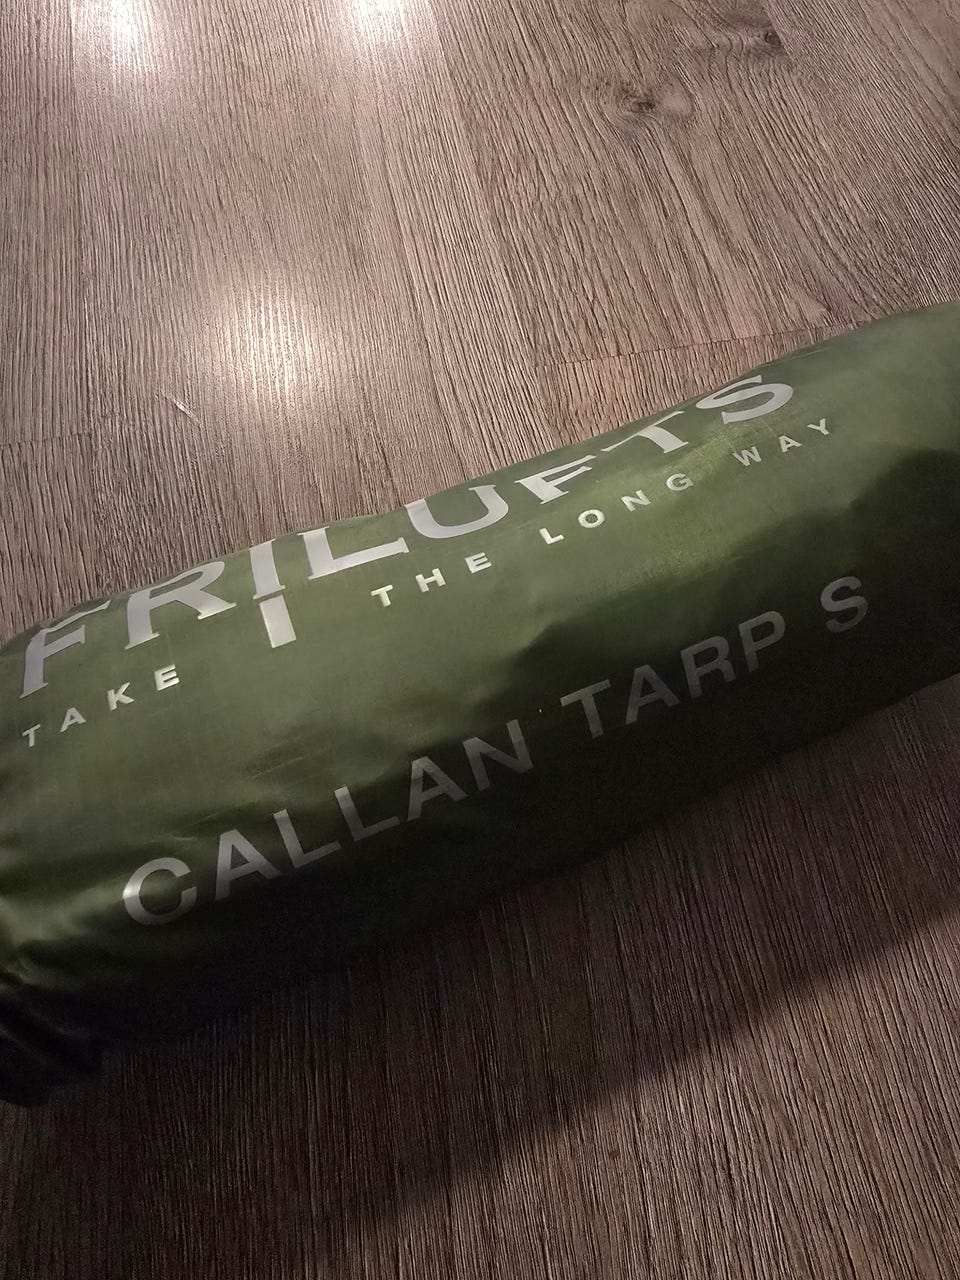 FRILUFTS
TAKE THE LONG WAY
CALLAN TARP S